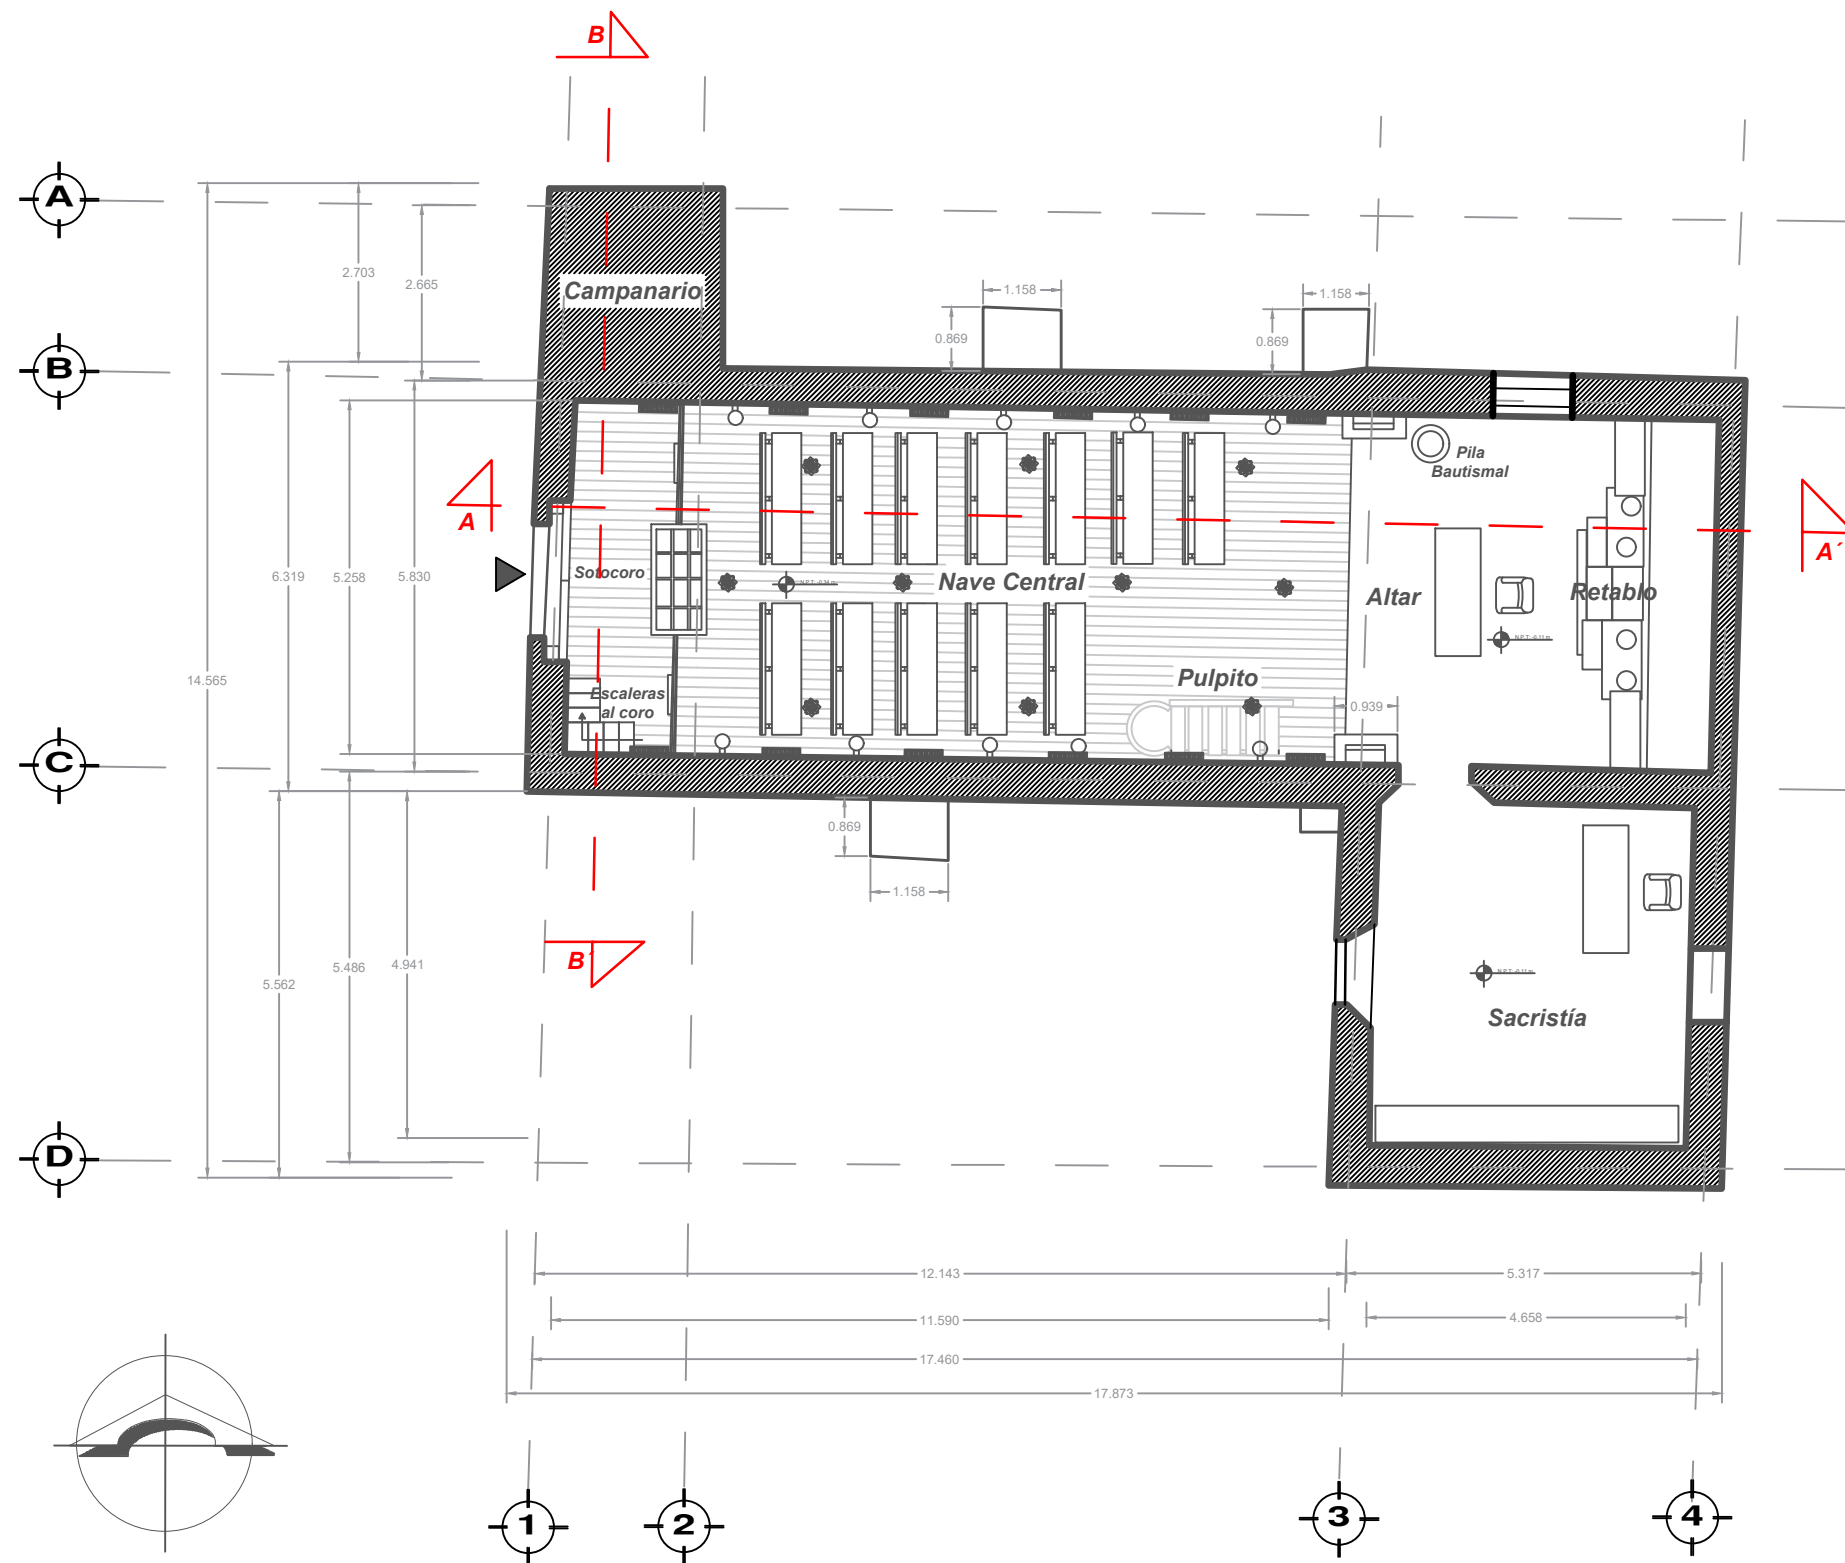 B
A
2.703
2.665
Campanario
1.158
1.158
0.869
0.869
B
Pila
Bautismal
A
A´
6.319
5.258
5.830
Sotocoro
Nave Central
Altar
Retablo
14.565
Pulpito
Escaleras
al coro
0.939
C
0.869
1.158
B´
5.562
5.486
4.941
Sacristía
D
12.143
5.317
11.590
4.658
17.460
17.873
1
2
3
4